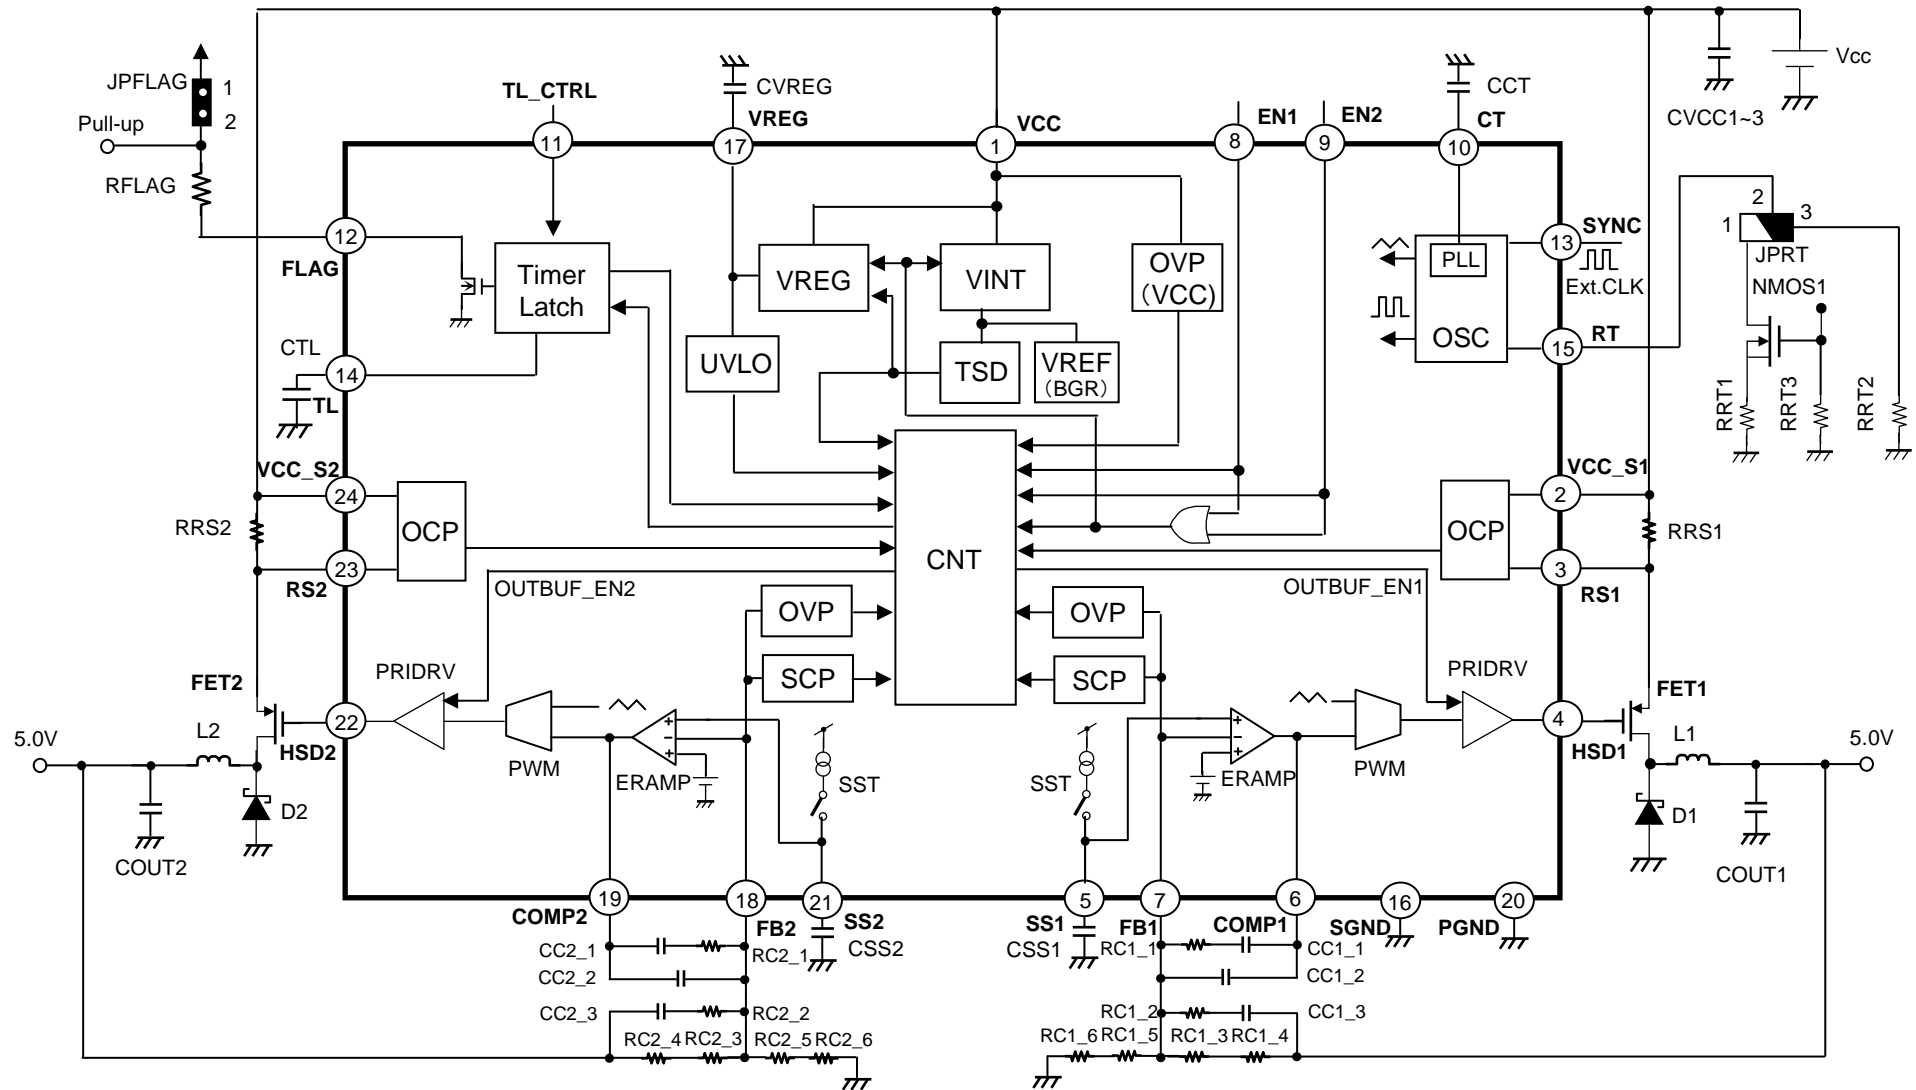 JPFLAG
1
2
Pull-up
RFLAG
TL_CTRL
11
CVREG
VREG
17
VCC
1
EN1
8
EN2
9
CCT
CT
10
CVCC1~3
Vcc
12
FLAG
Timer
Latch
VREG
VINT
OVP
(VCC)
PLL
OSC
13
SYNC
Ext.CLK
15
RT
2
1
3
JPRT
NMOS1
RRT1
RRT3
RRT2
CTL
14
TL
UVLO
TSD
VREF
(BGR)
VCC_S2
24
RRS2
OCP
23
RS2
CNT
OCP
VCC_S1
2
RRS1
3
RS1
OUTBUF_EN2
OUTBUF_EN1
OVP
OVP
SCP
SCP
PRIDRV
PRIDRV
FET2
FET1
22
HSD2
PWM
ERAMP
SST
SST
ERAMP
PWM
4
HSD1
5.0V
L2
D2
COUT2
L1
5.0V
D1
COUT1
19
COMP2
18
FB2
21
SS2
CSS2
5
SS1
CSS1
7
FB1
6
COMP1
16
SGND
20
PGND
CC2_1
RC2_1
CC2_2
CC2_3
RC2_2
RC2_4
RC2_3
RC2_5
RC2_6
RC1_1
CC1_1
CC1_2
RC1_2
CC1_3
RC1_6
RC1_5
RC1_3
RC1_4